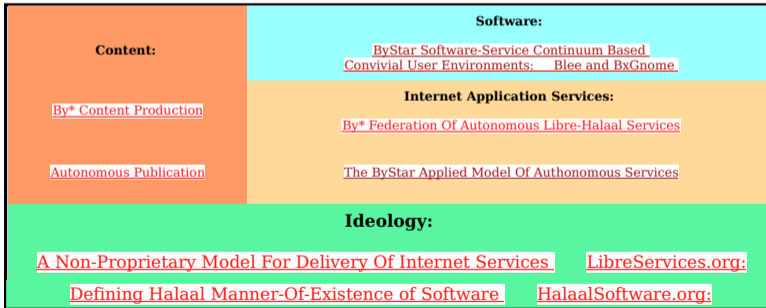 Content:
By* Content Production
Autonomous Publication
Software:
ByStar Software-Service Continuum Based
Convivial User Environments: Blee and BxGnome
Internet Application Services:
By* Federation Of Autonomous Libre-Halaal Services
The ByStar Applied Model Of Authonomous Services
Ideology:
A Non-Proprietary Model For Delivery Of Internet Services LibreServices.org:
Defining Halaal Manner-Of-Existence of Software HalaalSoftware.org: